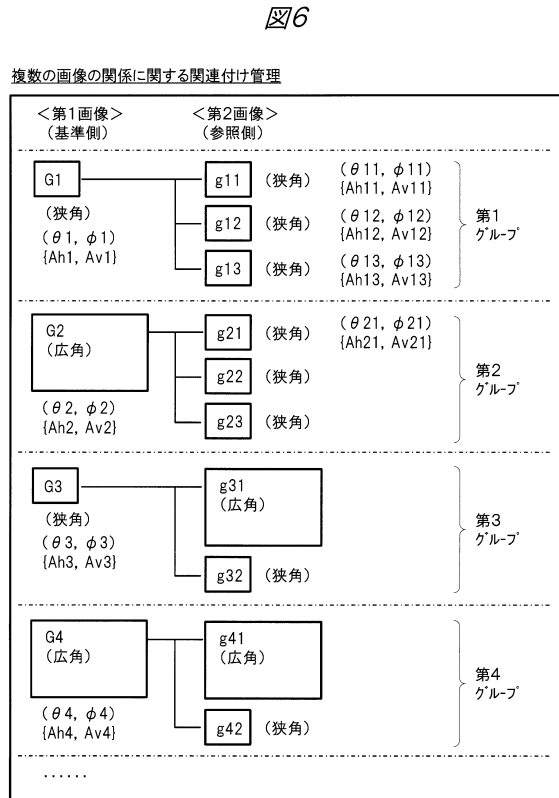 図6
複数の画像の関係に関する関連付け管理
<第1画像> <第2画像>
(基準側) (参照側)
G1 g11 (狭角) (θ11, φ11)
{Ah11, Av11}
(狭角)
(θ1, φ1)
{Ah1, Av1}
g12 (狭角) (θ12, φ12)
{Ah12, Av12}
g13 (狭角) (θ13, φ13)
{Ah13, Av13}
第1
グループ
G2
(広角)
(θ2, φ2)
{Ah2, Av2}
g21 (狭角) (θ21, φ21)
{Ah21, Av21}
g22 (狭角)
g23 (狭角)
第2
グループ
G3
(狭角)
(θ3, φ3)
{Ah3, Av3}
g31
(広角)
g32 (狭角)
第3
グループ
G4
(広角)
(θ4, φ4)
{Ah4, Av4}
g41
(広角)
g42 (狭角)
第4
グループ
......